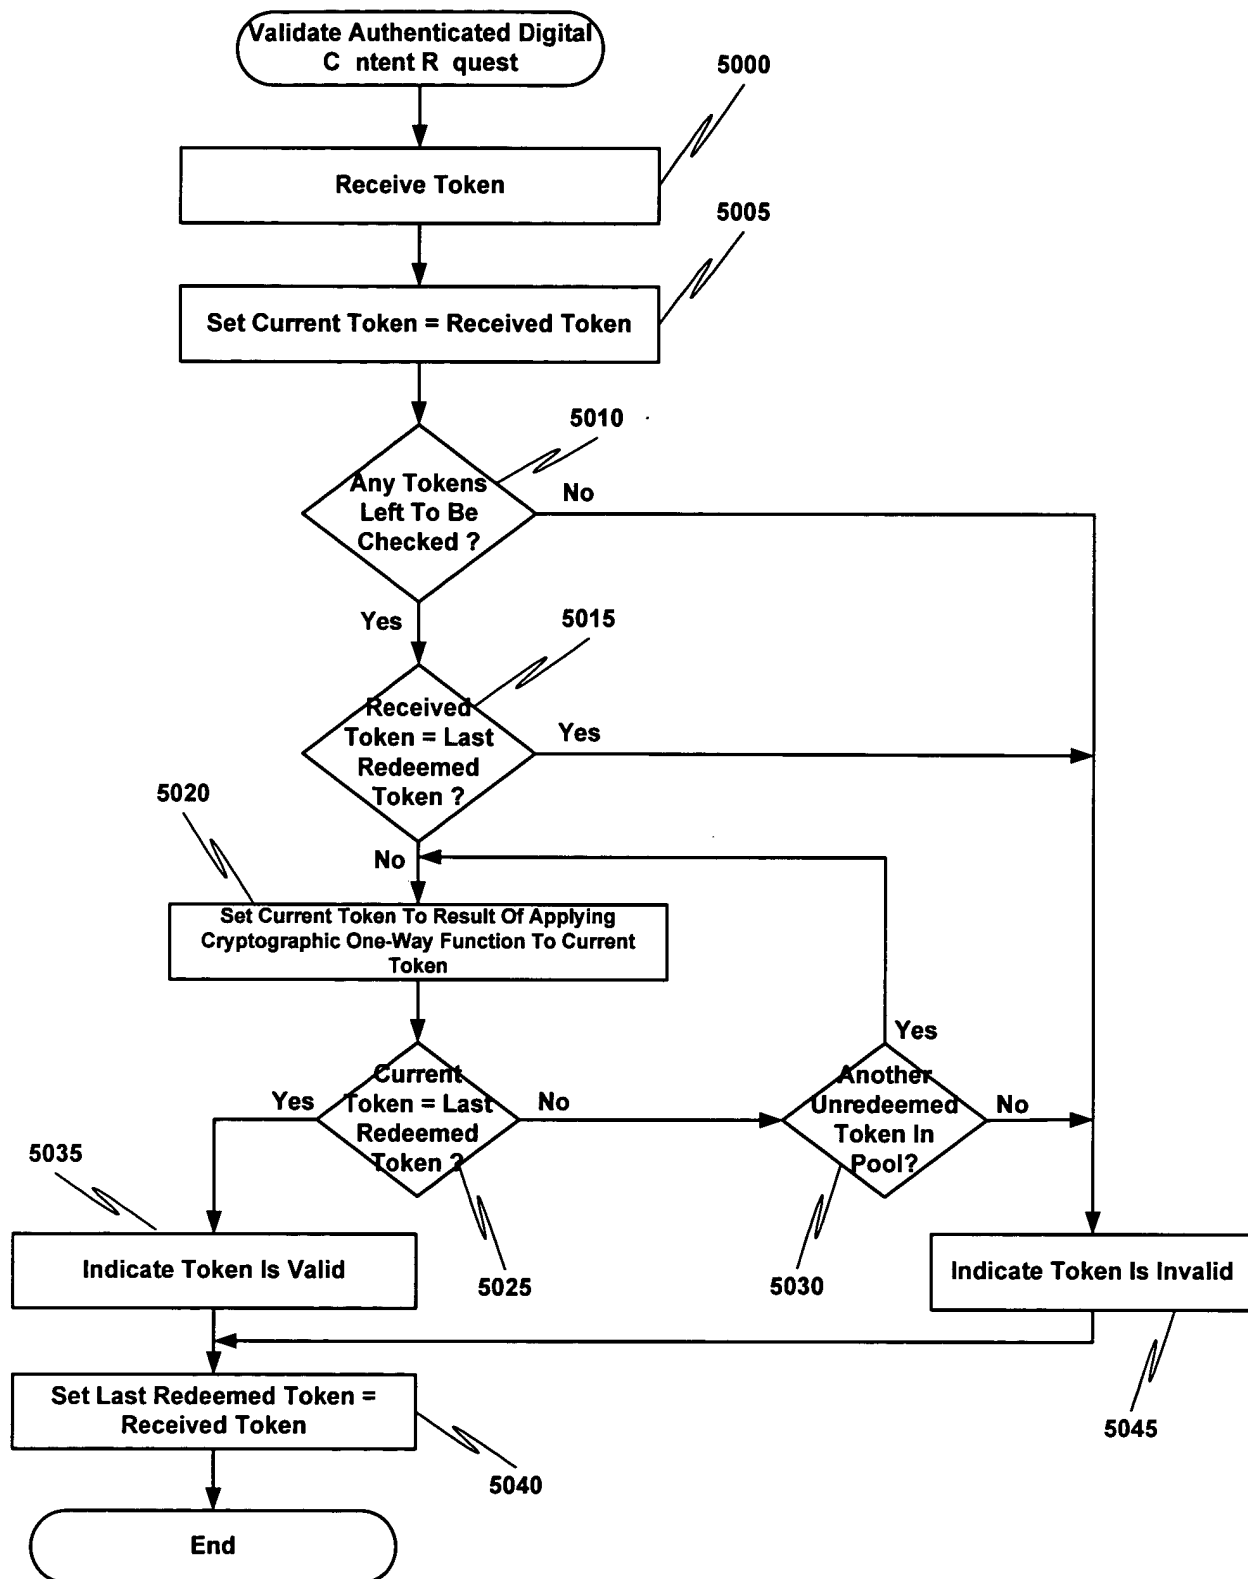 Validate Authenticated Digital
C ntent R quest
5000
Receive Token
5005
Set Current Token = Received Token
5010
Any Tokens
Left To Be
Checked ?
No
Yes
5015
Received
Token = Last
Redeemed
Token ?
Yes
5020
No
Set Current Token To Result Of Applying
Cryptographic One-Way Function To Current
Token
Yes
Current
Token = Last
Redeemed
Token ?
Yes
No
Another
Unredeemed
Token In
Pool?
No
5035
5025
5030
Indicate Token Is Valid
Indicate Token Is Invalid
Set Last Redeemed Token =
Received Token
5045
5040
End